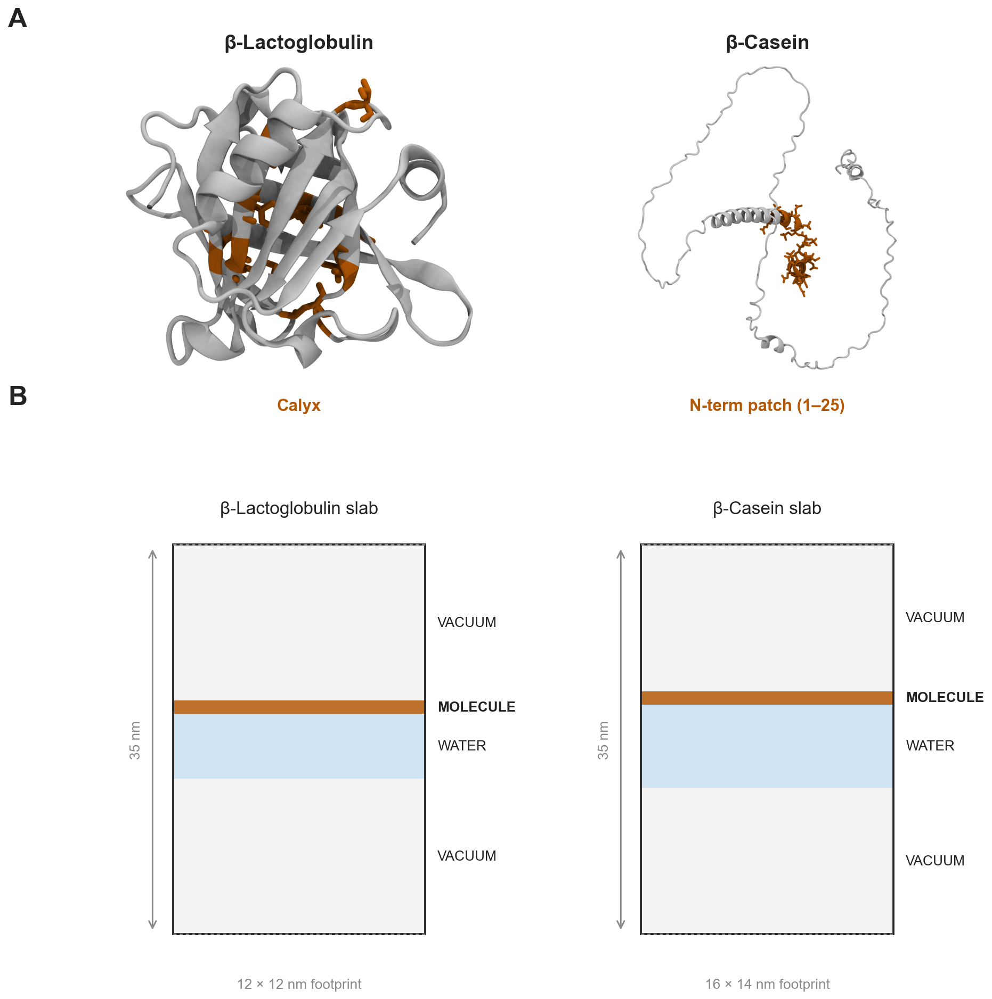 A
β-Lactoglobulin
β-Casein
B
Calyx
N-term patch (1–25)
β-Lactoglobulin slab
β-Casein slab
VACUUM
VACUUM
MOLECULE
MOLECULE
35 nm
WATER
35 nm
WATER
VACUUM
VACUUM
12 × 12 nm footprint
16 × 14 nm footprint